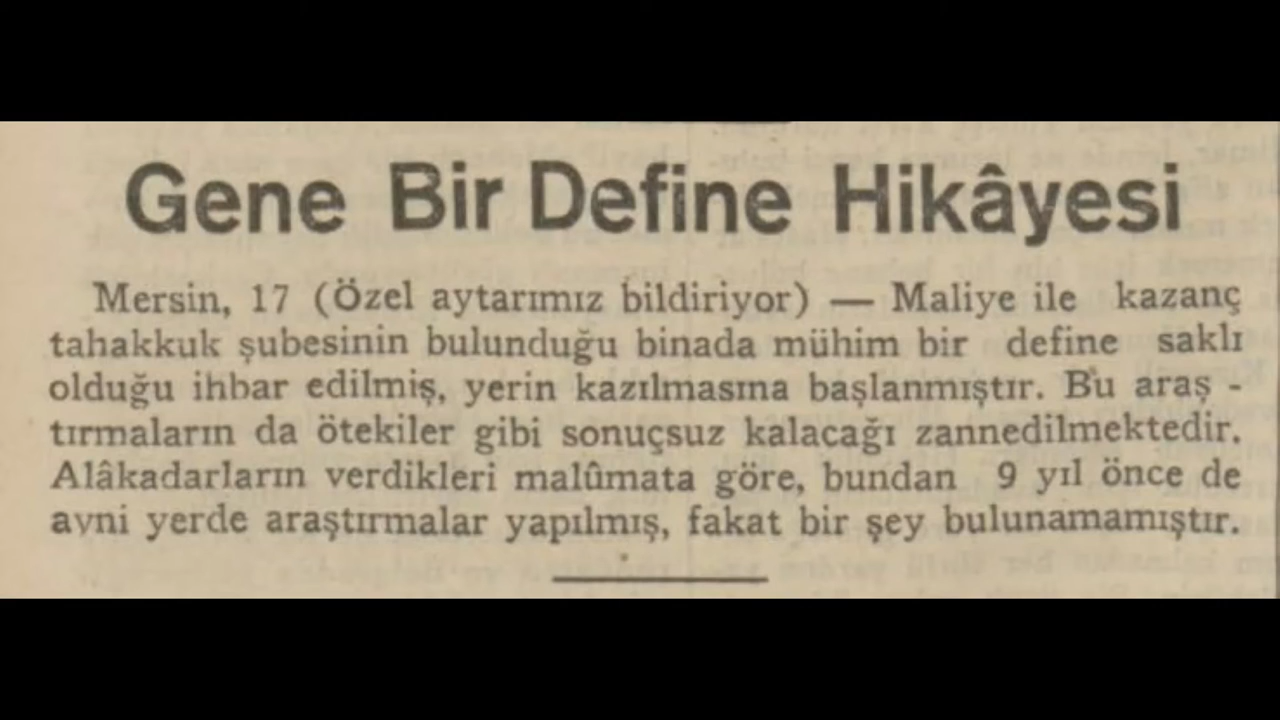 Gene Bir Define Hikâyesi
Mersin, 17 (Özel aytarımız bildiriyor) — Maliye ile kazanç
tahakkuk şubesinin bulunduğu binada mühim bir define saklı
olduğu ihbar edilmiş, yerin kazılmasına başlanmıştır. Bu araş -
tırmaların da ötekiler gibi sonuçsuz kalacağı zannedilmektedir.
Alâkadarların verdikleri malûmata göre, bundan 9 yıl önce de
ayni yerde araştırmalar yapılmış, fakat bir şey bulunamamıştır.